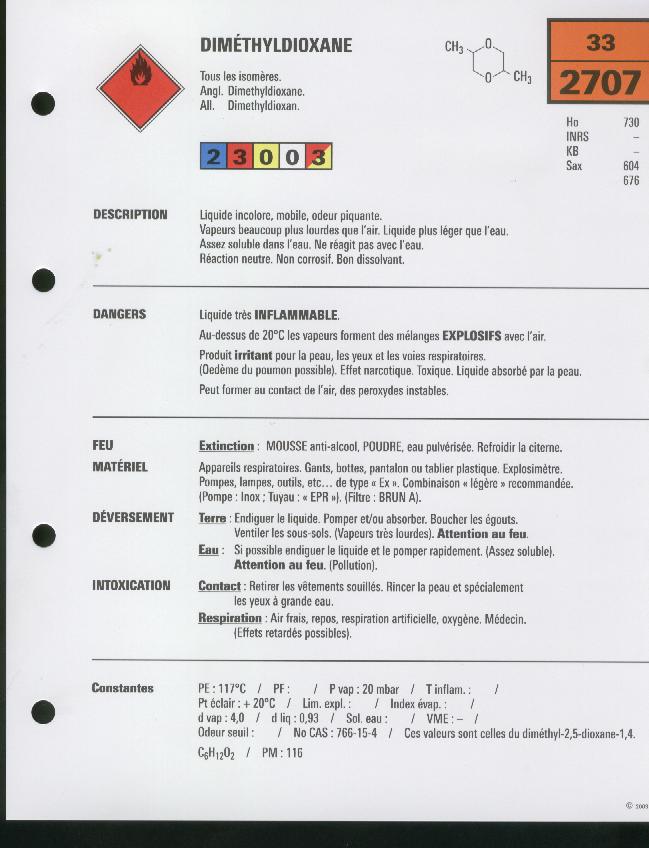 DIMÉTHYLDIOXANE
Tous les isomères.
Angl. Dimethyldioxane.
All. Dimethyldioxan.
CH₃ O
O CH₃
33
2707
Ho 730
INRS –
KB –
Sax 604
676
2 3 0 0 3
DESCRIPTION Liquide incolore, mobile, odeur piquante.
Vapeurs beaucoup plus lourdes que l'air. Liquide plus léger que l'eau.
Assez soluble dans l'eau. Ne réagit pas avec l'eau.
Réaction neutre. Non corrosif. Bon dissolvant.
DANGERS Liquide très INFLAMMABLE.
Au-dessus de 20°C les vapeurs forment des mélanges EXPLOSIFS avec l'air.
Produit irritant pour la peau, les yeux et les voies respiratoires.
(Oedème du poumon possible). Effet narcotique. Toxique. Liquide absorbé par la peau.
Peut former au contact de l'air, des peroxydes instables.
FEU Extinction : MOUSSE anti-alcool, POUDRE, eau pulvérisée. Refroidir la citerne.
MATÉRIEL Appareils respiratoires. Gants, bottes, pantalon ou tablier plastique. Explosimètre.
Pompes, lampes, outils, etc... de type « Ex ». Combinaison « légère » recommandée.
(Pompe : Inox ; Tuyau : « EPR »). (Filtre : BRUN A).
DÉVERSEMENT Terre : Endiguer le liquide. Pomper et/ou absorber. Boucher les égouts.
Ventiler les sous-sols. (Vapeurs très lourdes). Attention au feu.
Eau : Si possible endiguer le liquide et le pomper rapidement. (Assez soluble).
Attention au feu. (Pollution).
INTOXICATION Contact : Retirer les vêtements souillés. Rincer la peau et spécialement
les yeux à grande eau.
Respiration : Air frais, repos, respiration artificielle, oxygène. Médecin.
(Effets retardés possibles).
Constantes PE : 117°C / PF : / P vap : 20 mbar / T inflam. : /
Pt éclair : + 20°C / Lim. expl. : / Index évap. : /
d vap : 4,0 / d liq : 0,93 / Sol. eau : / VME : – /
Odeur seuil : / No CAS : 766-15-4 / Ces valeurs sont celles du diméthyl-2,5-dioxane-1,4.
C₆H₁₂O₂ / PM : 116
© 2003